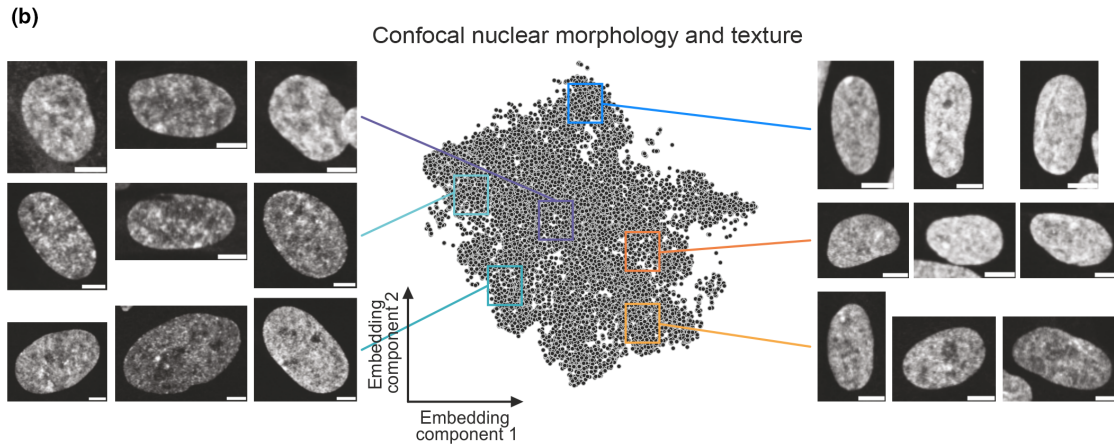 (b)
Confocal nuclear morphology and texture
Embedding
component 2
Embedding
component 1